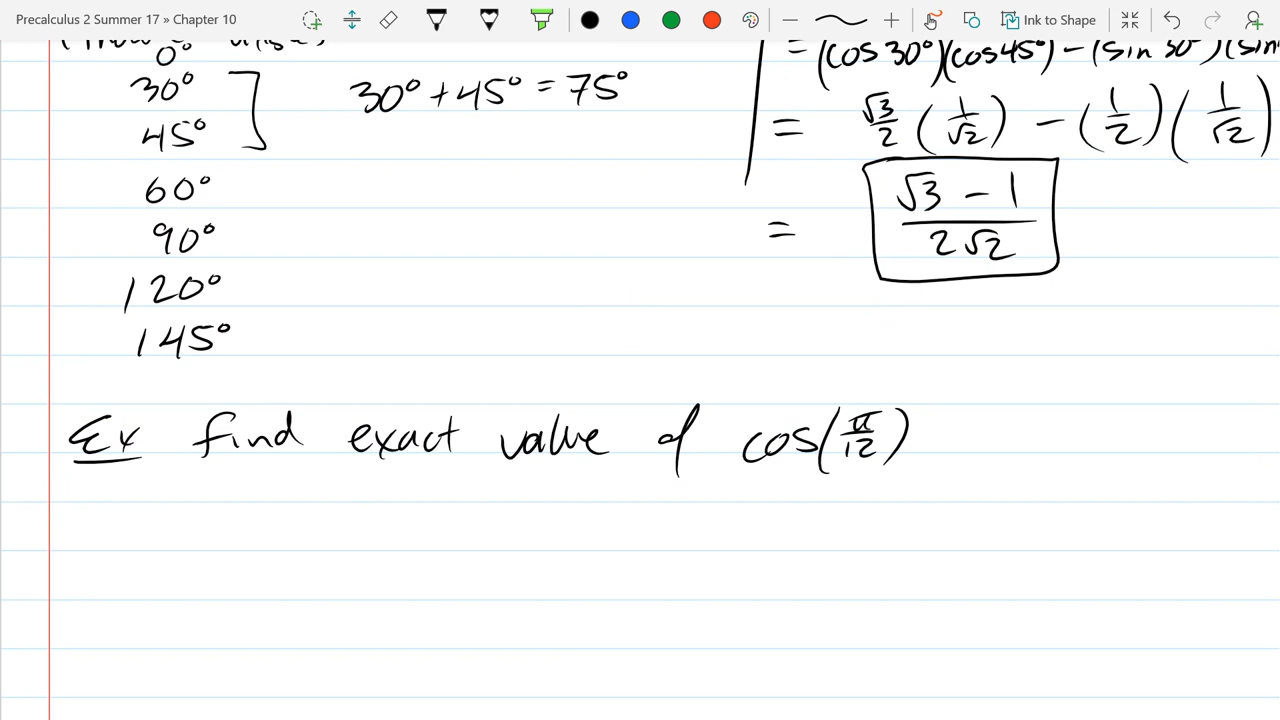 Precalculus 2 Summer 17 » Chapter 10
Ink to Shape
0°
30°
45°
60°
90°
120°
145°
30° + 45° = 75°
= (cos 30°)(cos 45°) − (sin 30°)(sin
= √3/2 (1/√2) − (1/2)(1/√2)
= √3 − 1 / 2√2
Ex find exact value of cos(π/12)